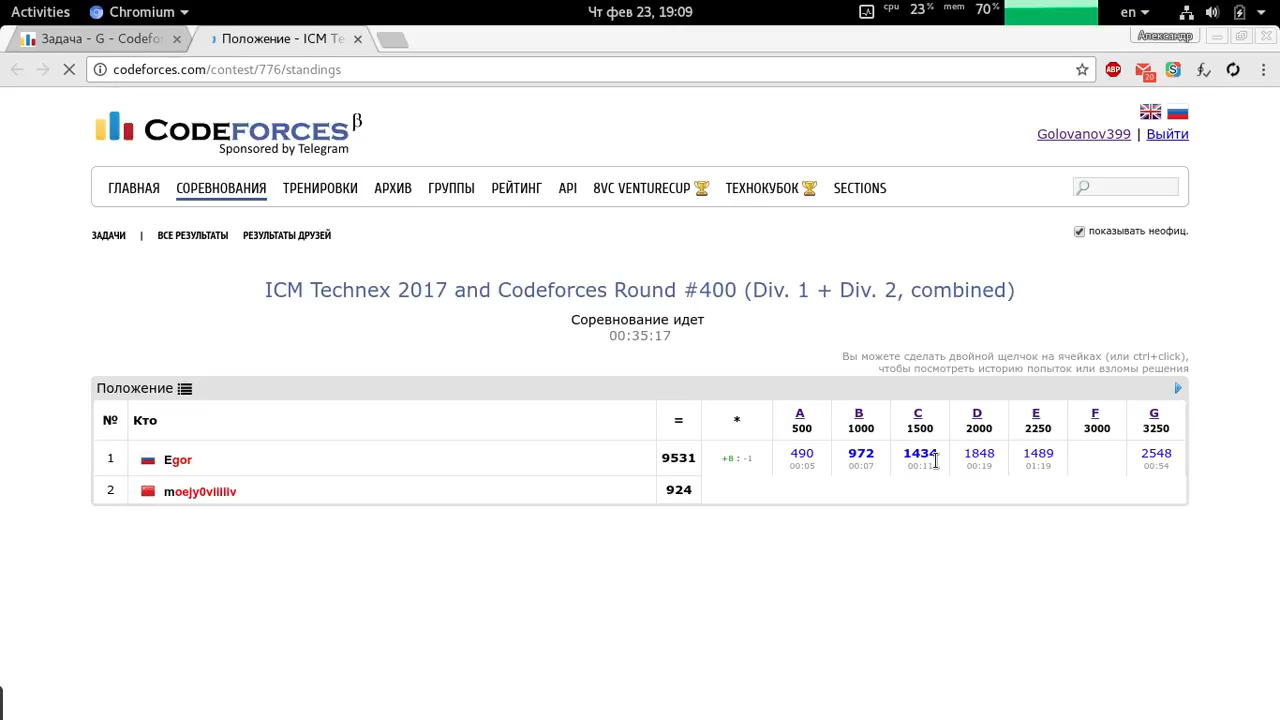 Activities Chromium Чт фев 23, 19:09 cpu 23% mem 70% en
Задача - G - Codefo Положение - ICM Te Александр
codeforces.com/contest/776/standings ABP 20 S
CODEFORCES β
Sponsored by Telegram
Golovanov399 | Выйти
ГЛАВНАЯ СОРЕВНОВАНИЯ ТРЕНИРОВКИ АРХИВ ГРУППЫ РЕЙТИНГ API 8VC VENTURECUP ТЕХНОКУБОК SECTIONS
ЗАДАЧИ | ВСЕ РЕЗУЛЬТАТЫ РЕЗУЛЬТАТЫ ДРУЗЕЙ показывать неофиц.
ICM Technex 2017 and Codeforces Round #400 (Div. 1 + Div. 2, combined)
Соревнование идет
00:35:17
Вы можете сделать двойной щелчок на ячейках (или ctrl+click),
чтобы посмотреть историю попыток или взломы решения
Положение
№ Кто = * A B C D E F G
500 1000 1500 2000 2250 3000 3250
1 Egor 9531 +8 : -1 490 972 1434 1848 1489 2548
00:05 00:07 00:11 00:19 01:19 00:54
2 924